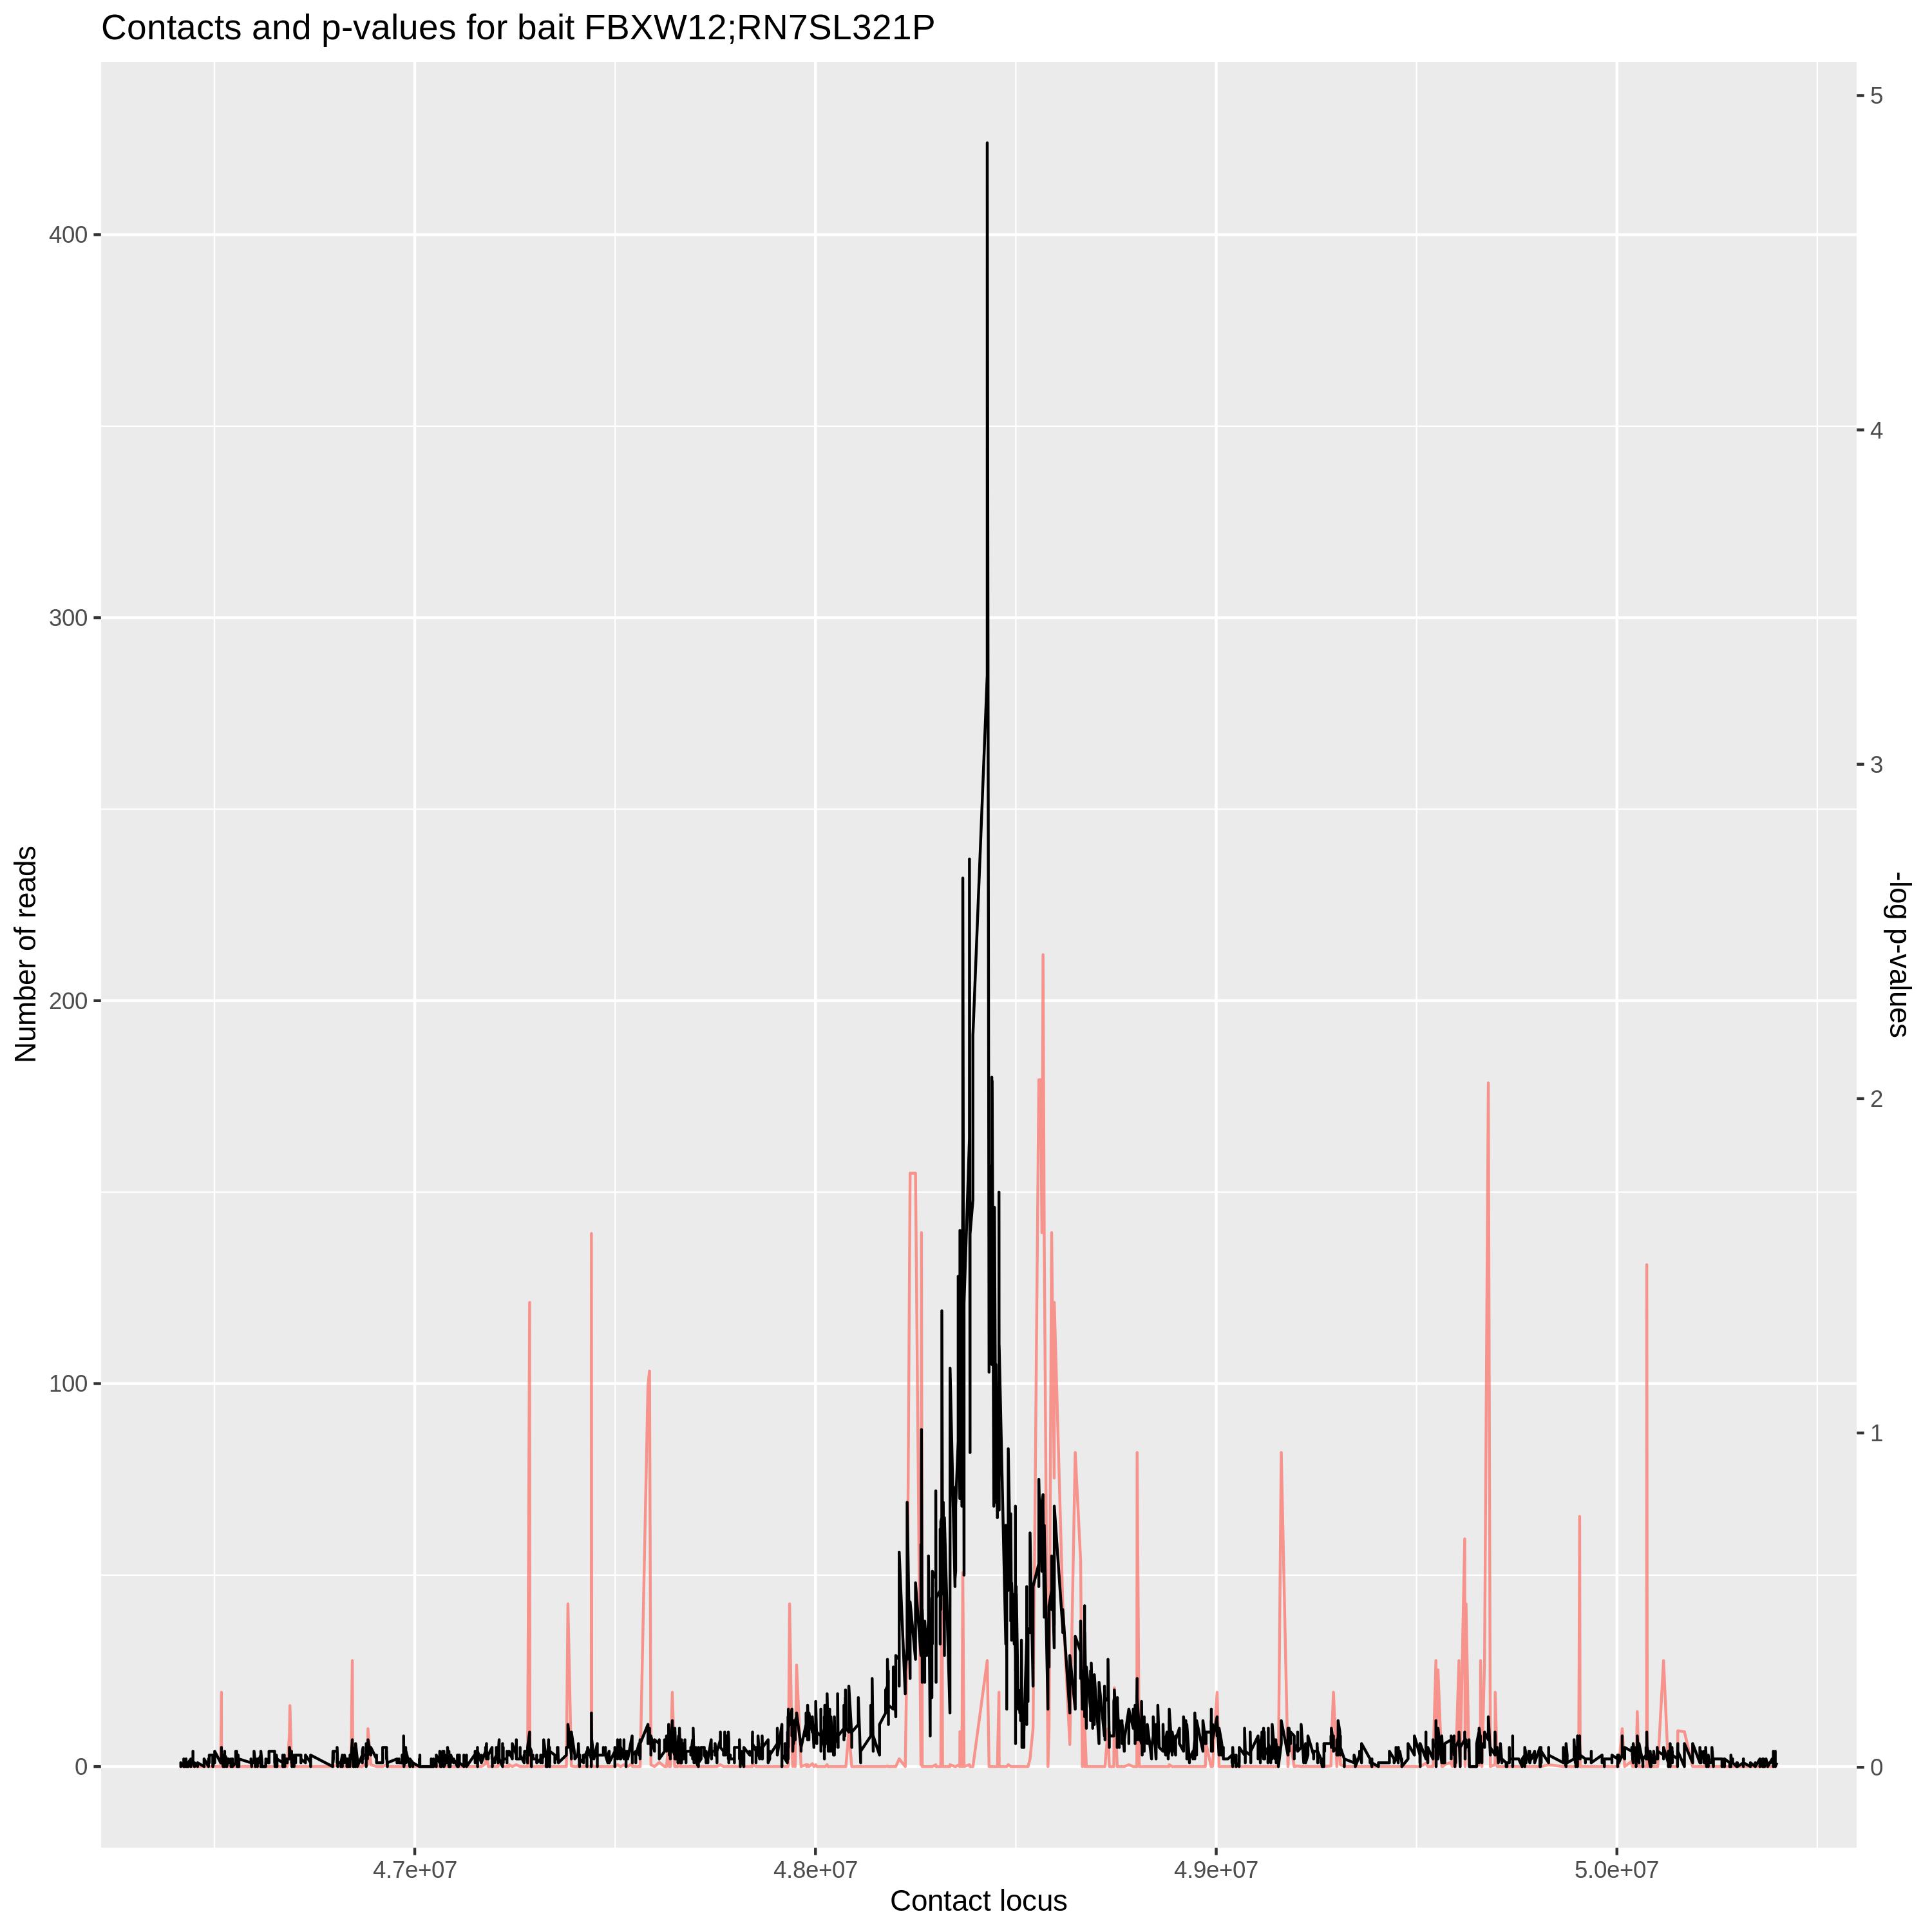 Contacts and p-values for bait FBXW12;RN7SL321P
Number of reads
400
300
200
100
0
5
4
3
2
1
0
-log p-values
4.7e+07
4.8e+07
4.9e+07
5.0e+07
Contact locus